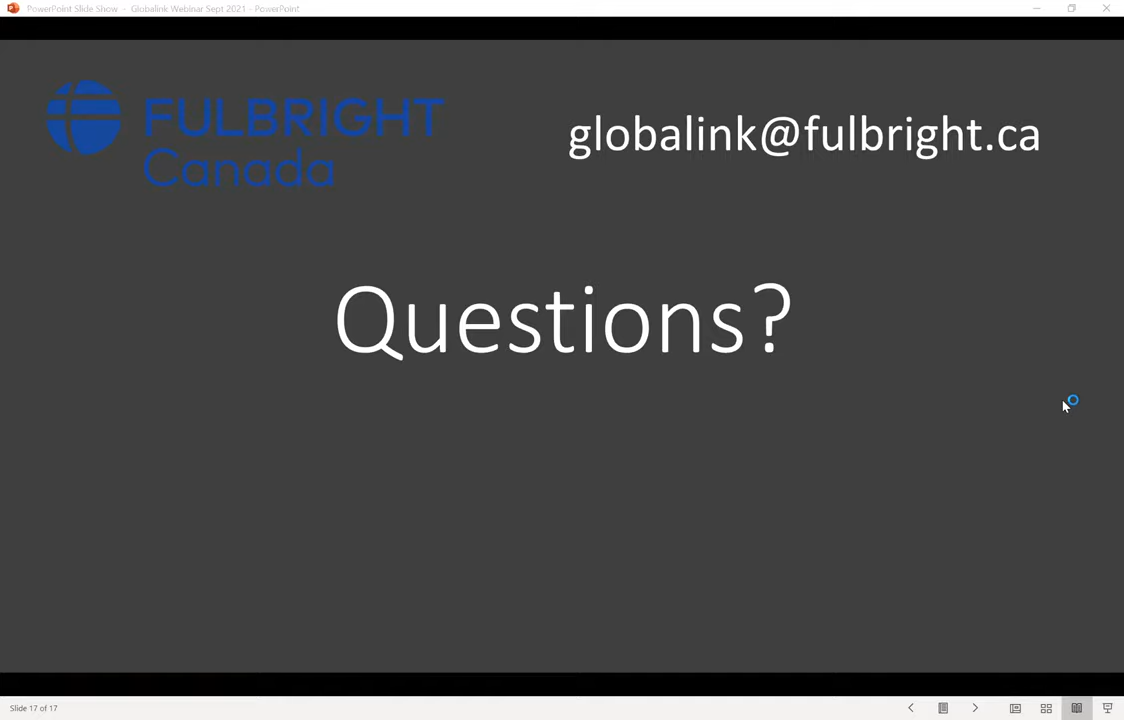 PowerPoint Slide Show - Globalink Webinar Sept 2021 - PowerPoint
FULBRIGHT
Canada
globalink@fulbright.ca
Questions?
Slide 17 of 17